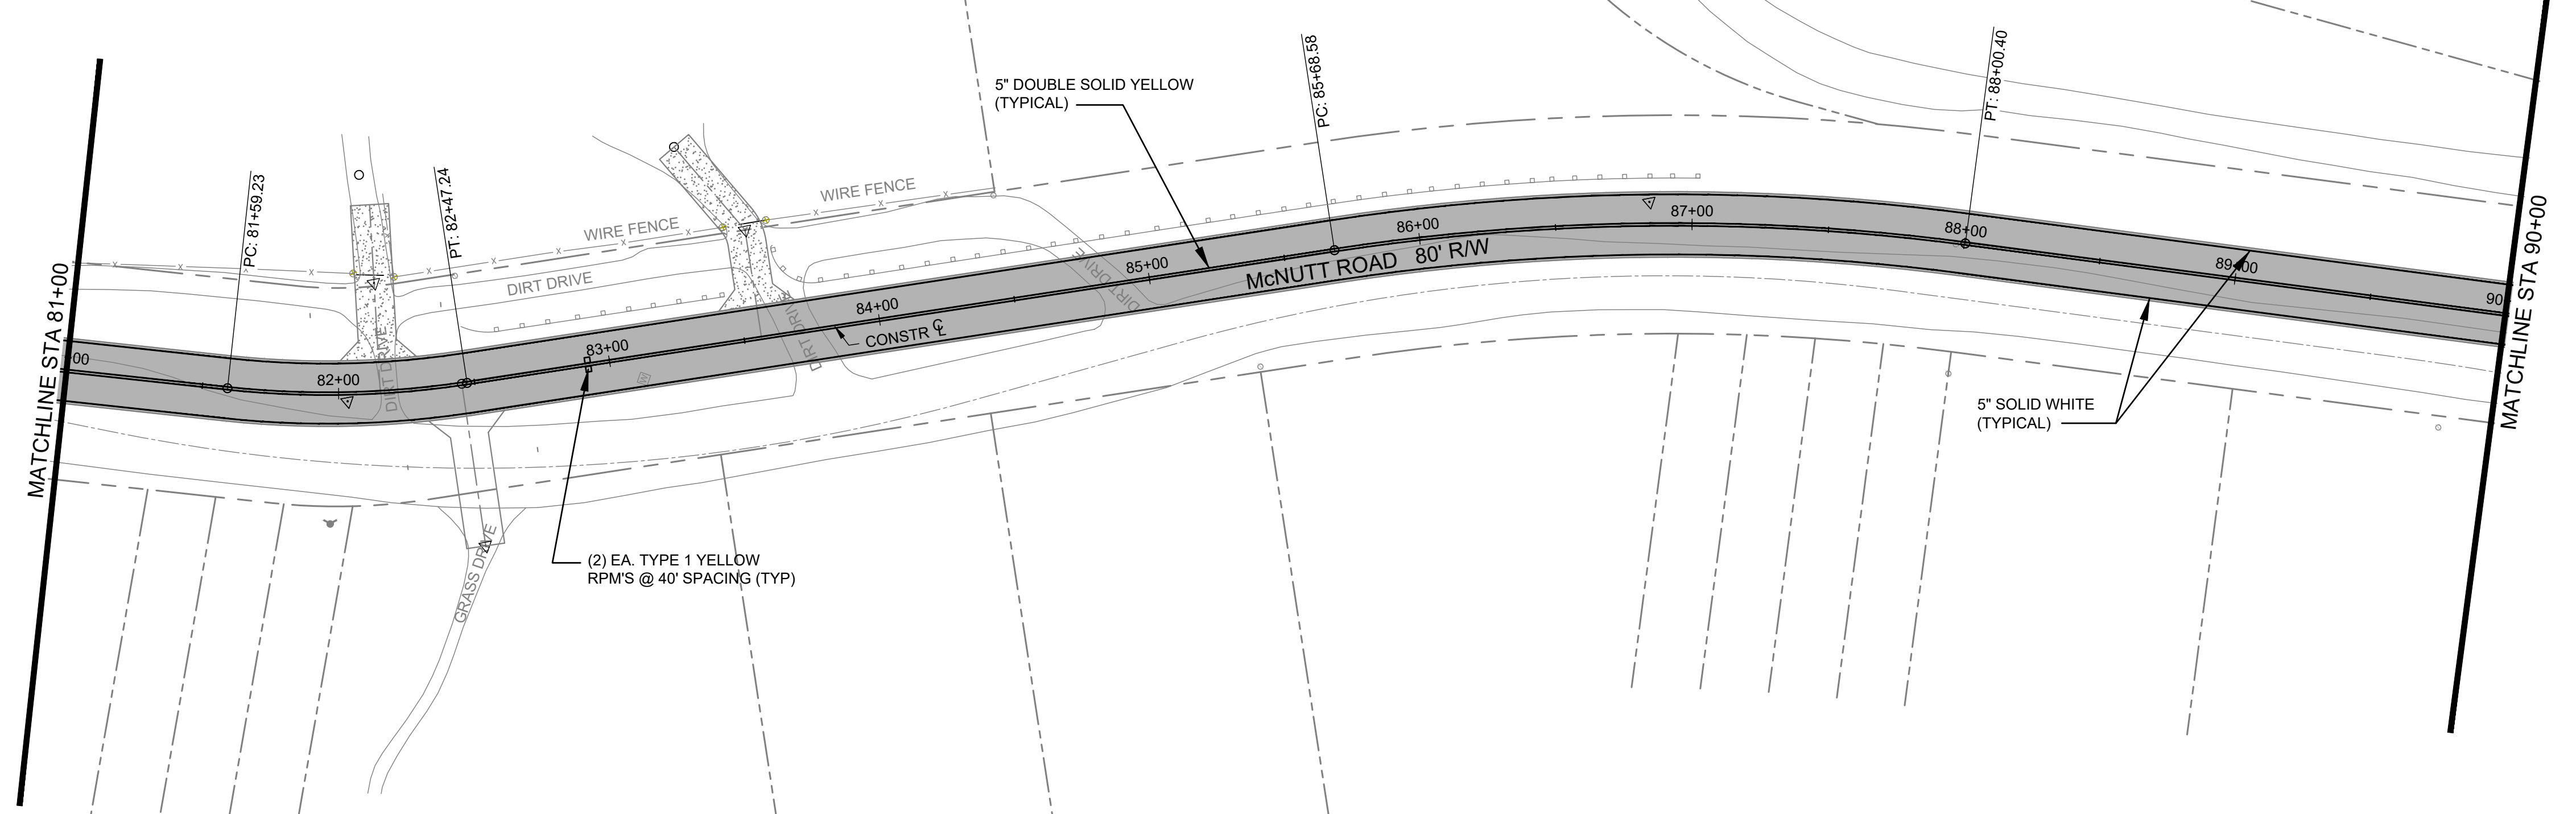 MATCHLINE STA 81+00
00
PC: 81+59.23
82+00
DIRT DRIVE
PT: 82+47.24
GRASS DRIVE
DIRT DRIVE
WIRE FENCE
83+00
(2) EA. TYPE 1 YELLOW
RPM'S @ 40' SPACING (TYP)
DIRT DRIVE
WIRE FENCE
84+00
CONSTR ℄
5" DOUBLE SOLID YELLOW
(TYPICAL)
DIRT DRIVE
85+00
PC: 85+68.58
McNUTT ROAD 80' R/W
86+00
87+00
PT: 88+00.40
88+00
5" SOLID WHITE
(TYPICAL)
89+00
90
MATCHLINE STA 90+00